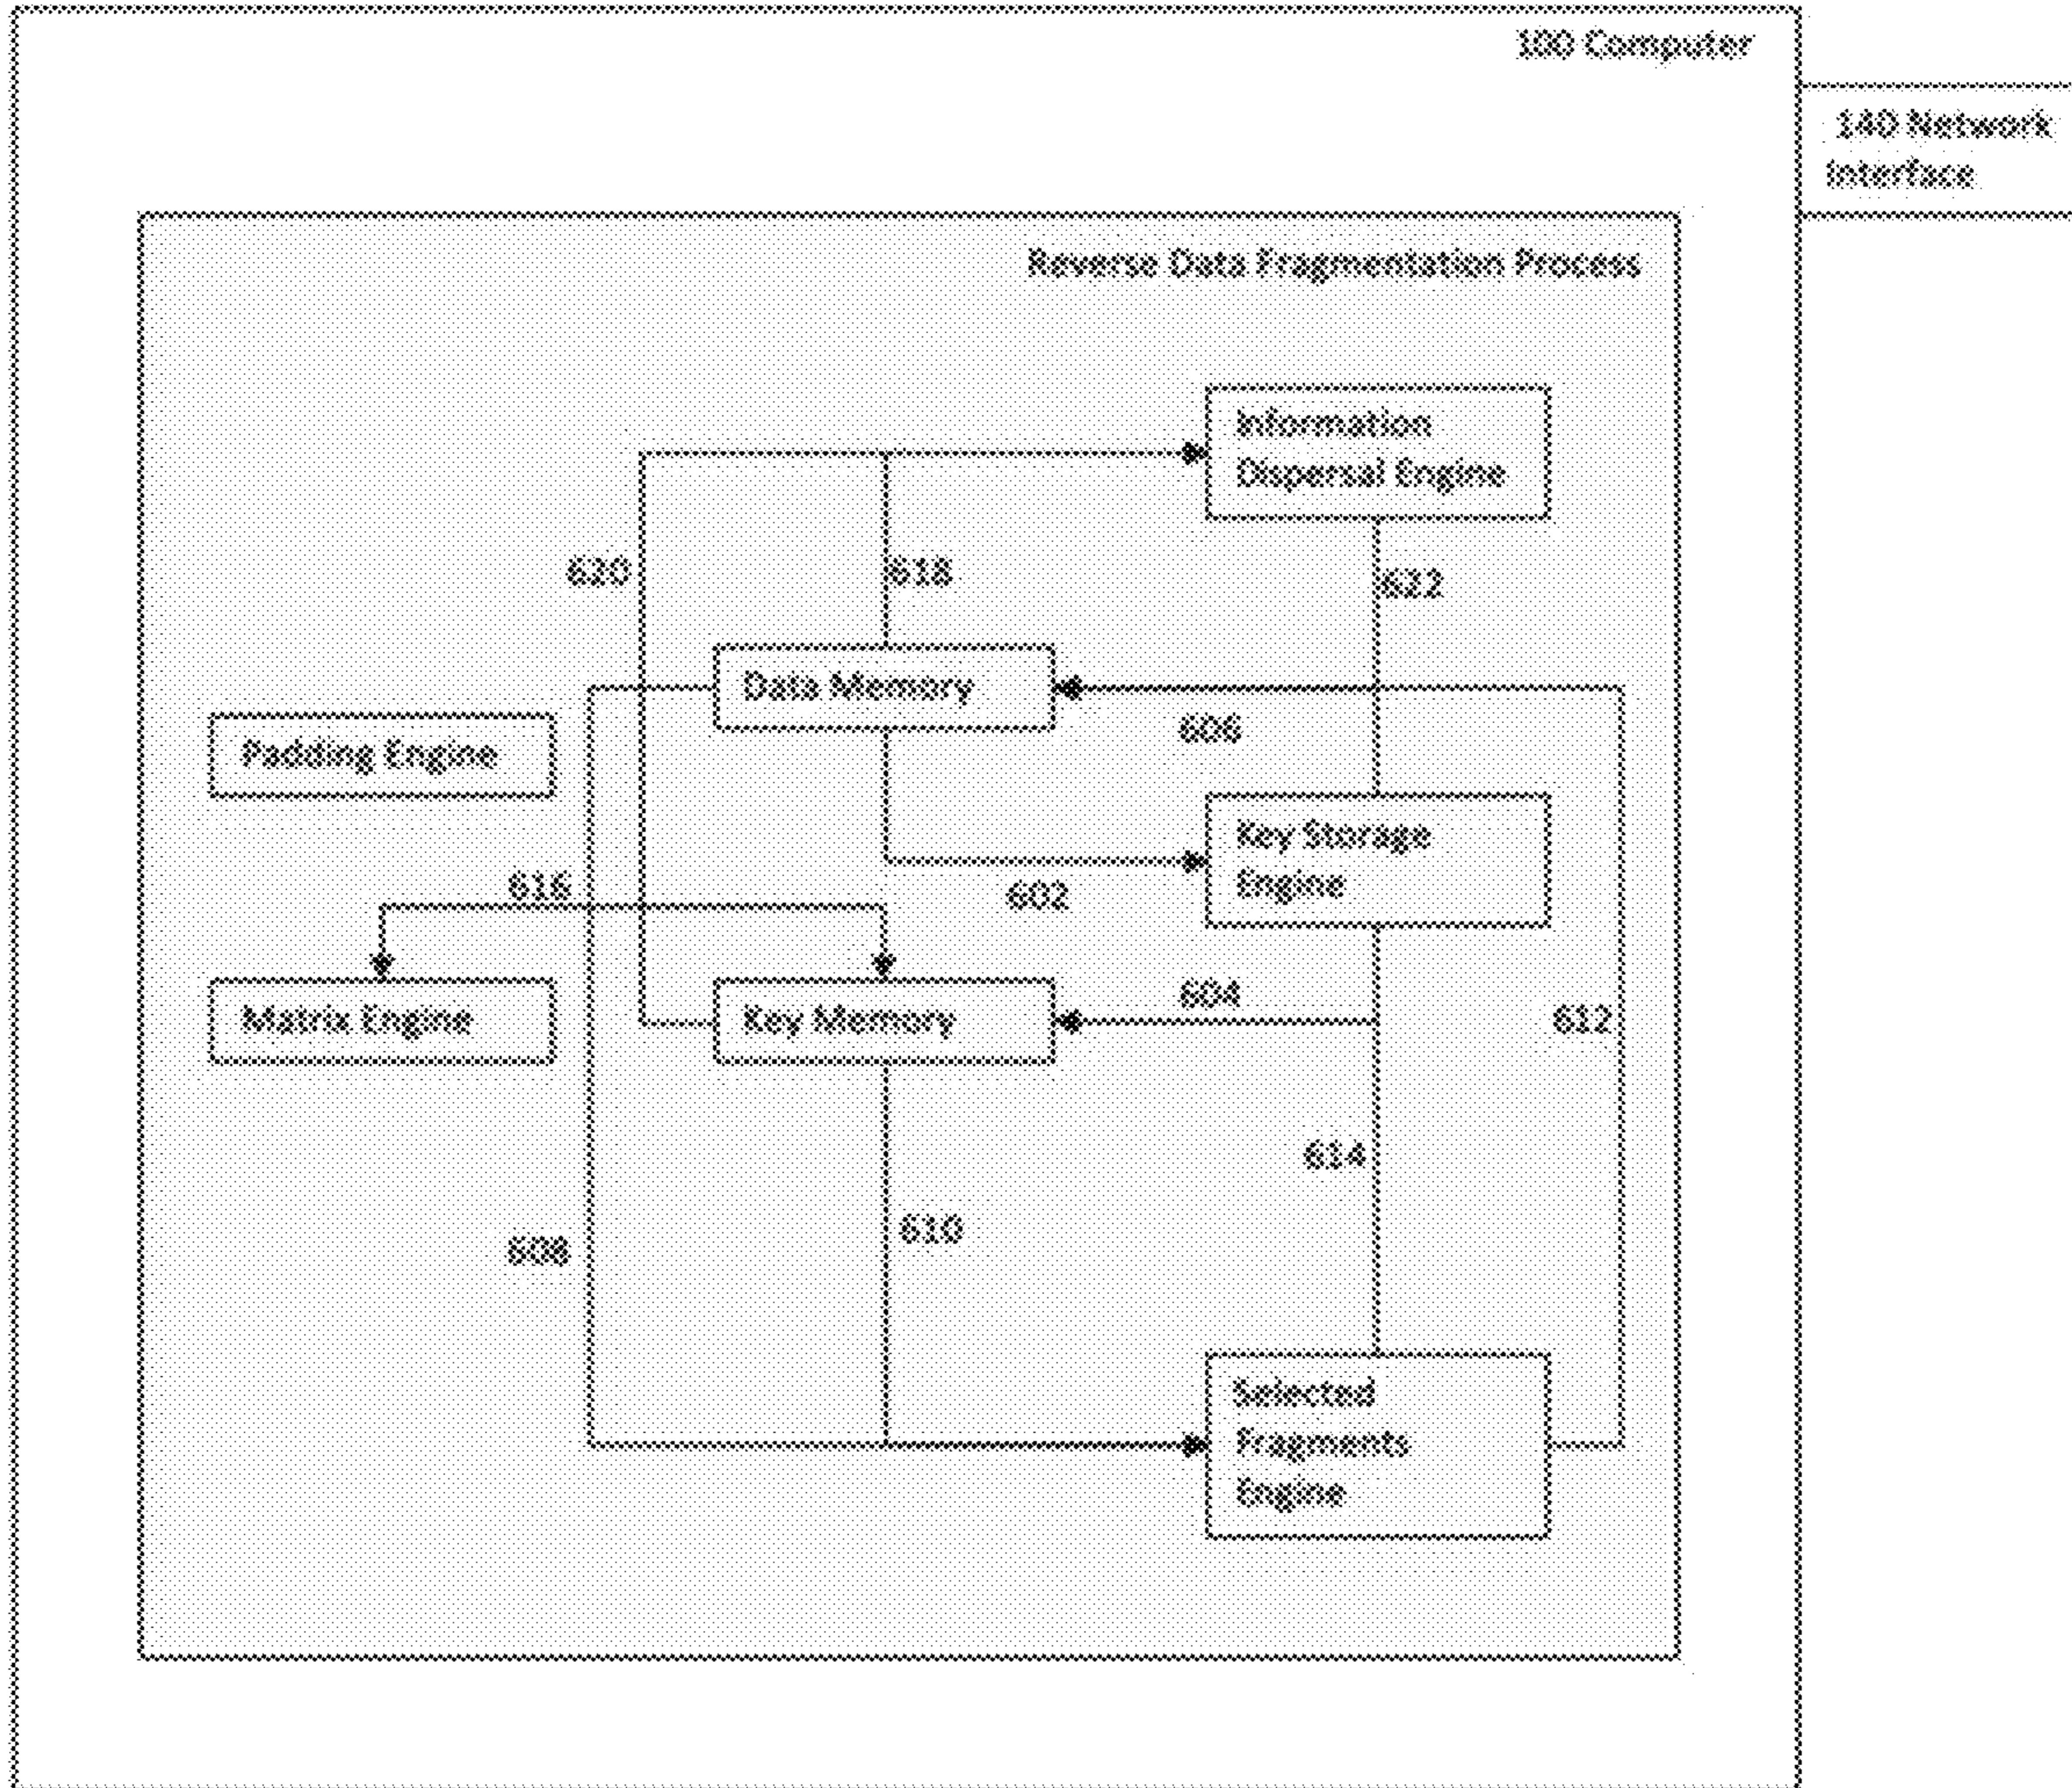 100 Computer
140 Network
Interface
Reverse Data Fragmentation Process
Information
Dispersal Engine
620
618
622
Data Memory
606
Padding Engine
Key Storage
Engine
616
602
604
Matrix Engine
Key Memory
612
614
610
608
Selected
Fragments
Engine